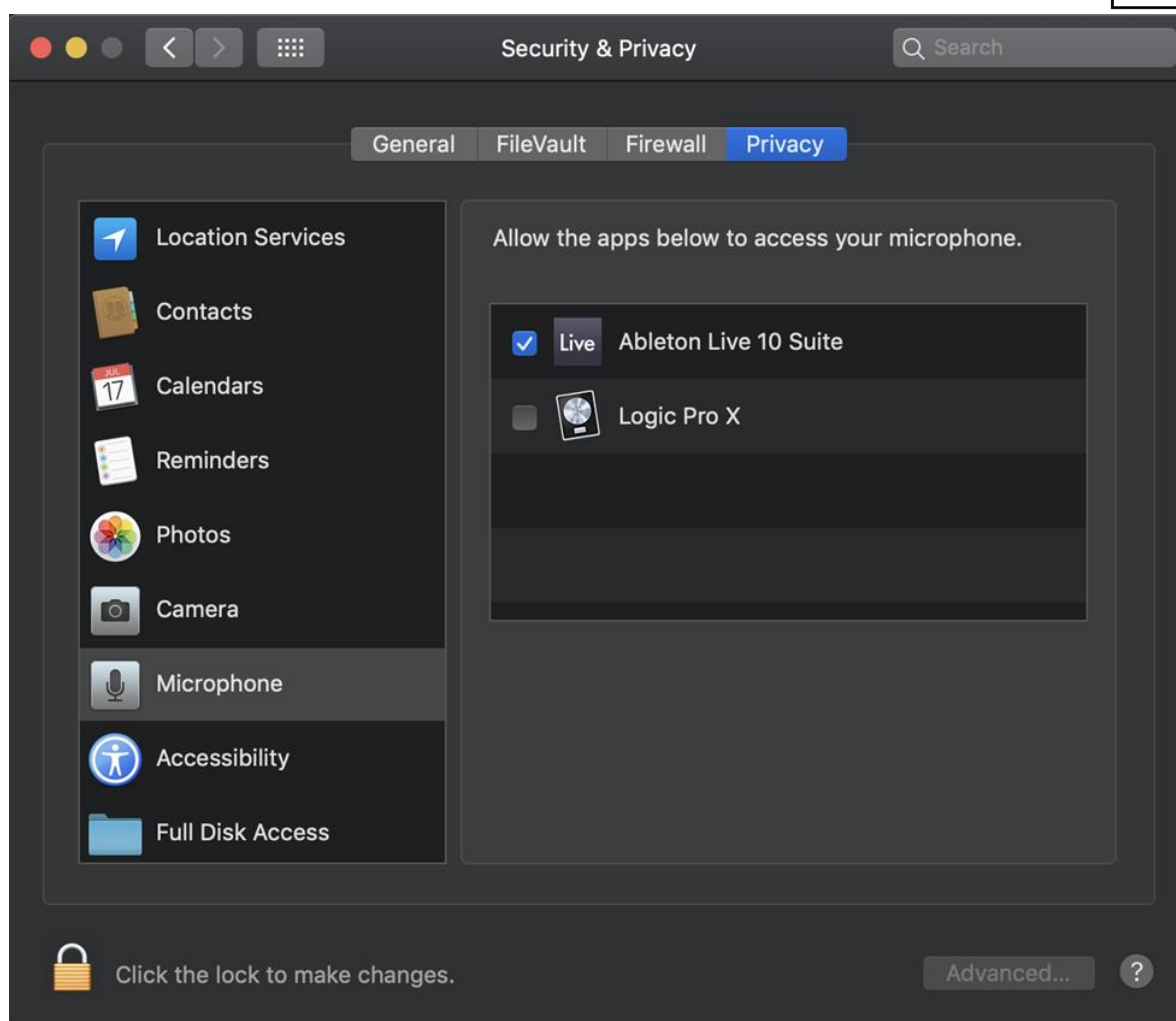 Security & Privacy
Search
General FileVault Firewall Privacy
Location Services
Contacts
JUL
17
Calendars
Reminders
Photos
Camera
Microphone
Accessibility
Full Disk Access
Allow the apps below to access your microphone.
Live Ableton Live 10 Suite
Logic Pro X
Click the lock to make changes.
Advanced... ?